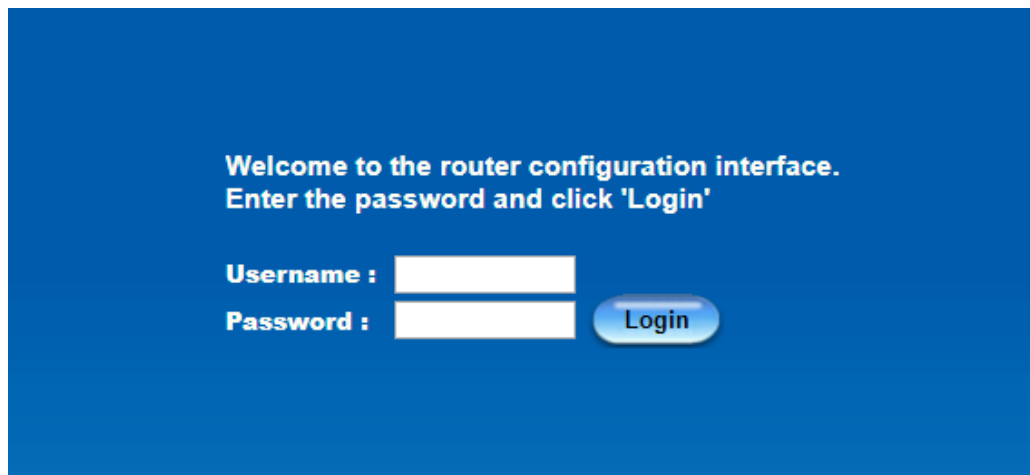 Welcome to the router configuration interface.
Enter the password and click 'Login'
Username :
Password :
Login